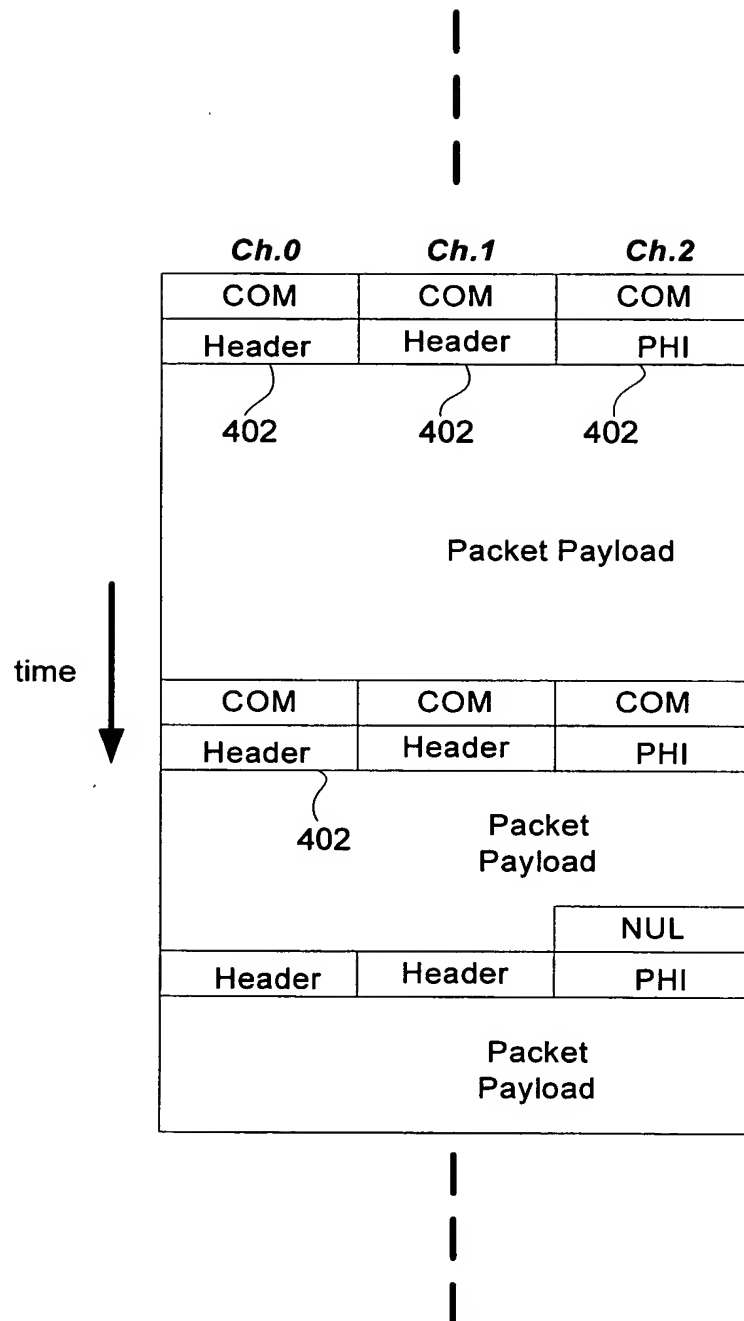 Ch.0 Ch.1 Ch.2
COM COM COM
Header Header PHI
402 402 402
Packet Payload
time
COM COM COM
Header Header PHI
402
Packet
Payload
NUL
Header Header PHI
Packet
Payload